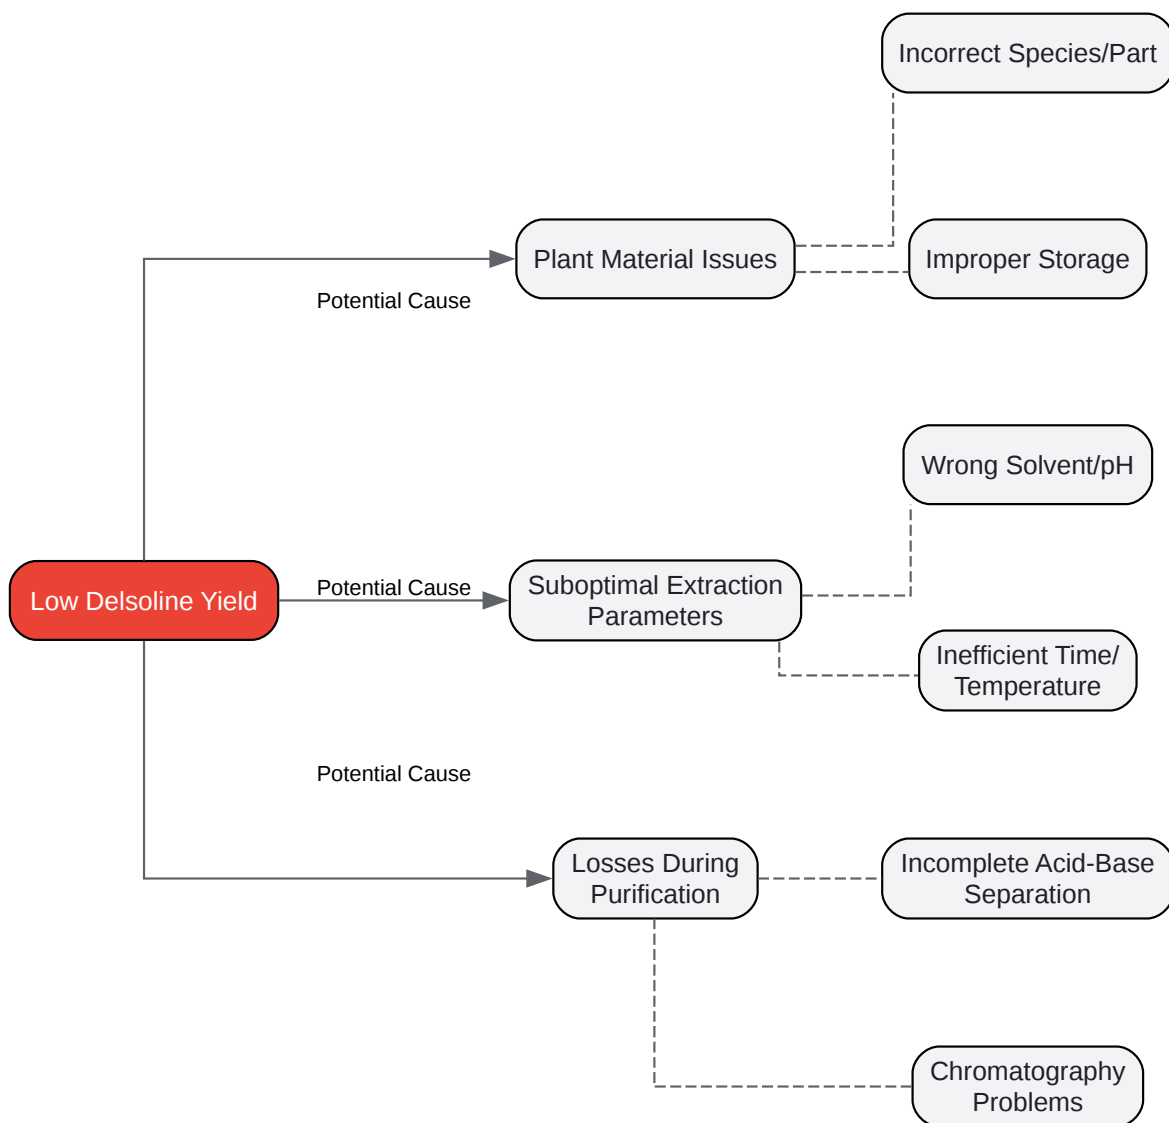 Incorrect Species/Part
Plant Material Issues
Improper Storage
Potential Cause
Wrong Solvent/pH
Low Delsoline Yield
Potential Cause
Suboptimal Extraction
Parameters
Inefficient Time/
Temperature
Potential Cause
Losses During
Purification
Incomplete Acid-Base
Separation
Chromatography
Problems